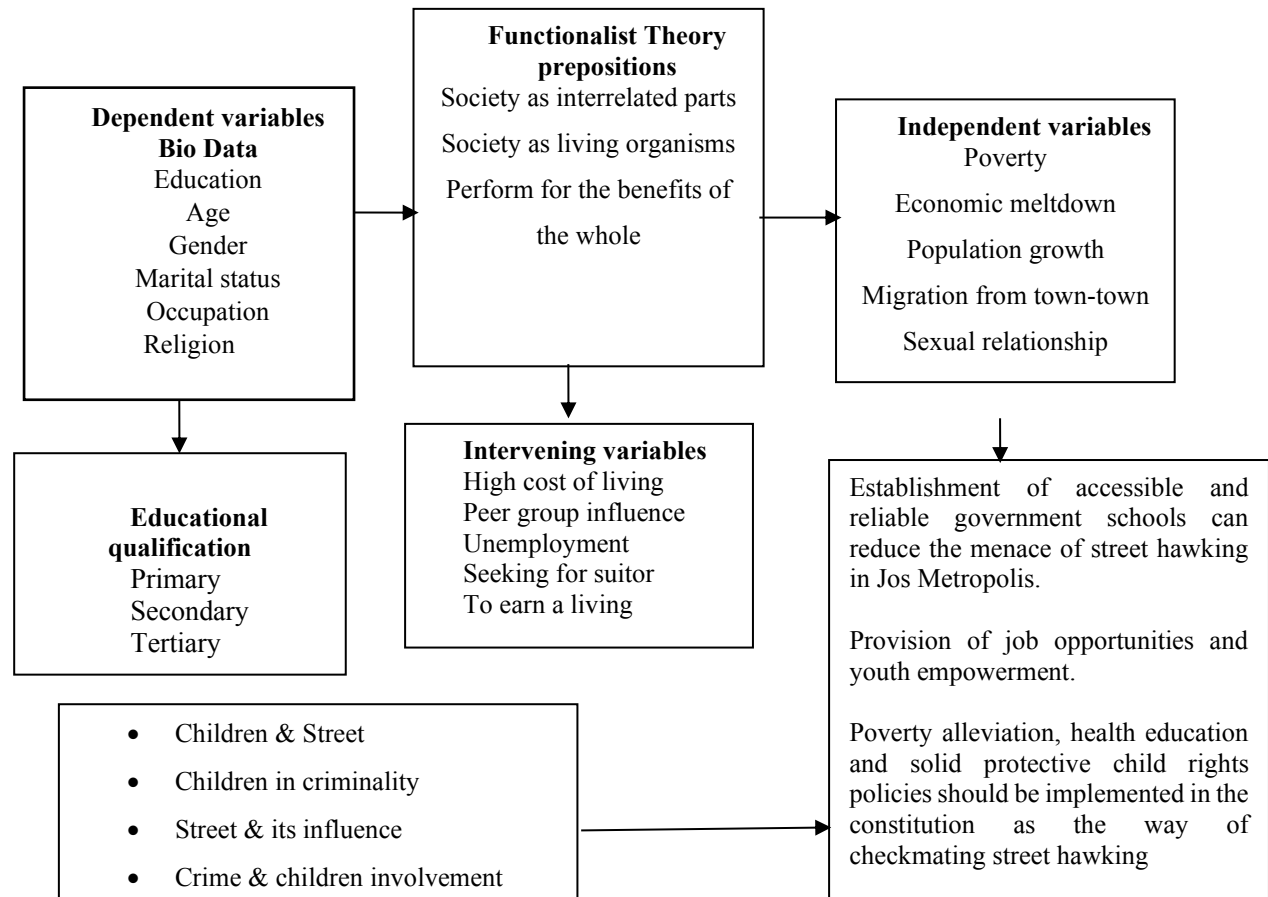 Dependent variables
Bio Data
Education
Age
Gender
Marital status
Occupation
Religion
Functionalist Theory
prepositions
Society as interrelated parts
Society as living organisms
Perform for the benefits of
the whole
Independent variables
Poverty
Economic meltdown
Population growth
Migration from town-town
Sexual relationship
Educational
qualification
Primary
Secondary
Tertiary
Intervening variables
High cost of living
Peer group influence
Unemployment
Seeking for suitor
To earn a living
Establishment of accessible and
reliable government schools can
reduce the menace of street hawking
in Jos Metropolis.
Provision of job opportunities and
youth empowerment.
Poverty alleviation, health education
and solid protective child rights
policies should be implemented in the
constitution as the way of
checkmating street hawking
• Children & Street
• Children in criminality
• Street & its influence
• Crime & children involvement